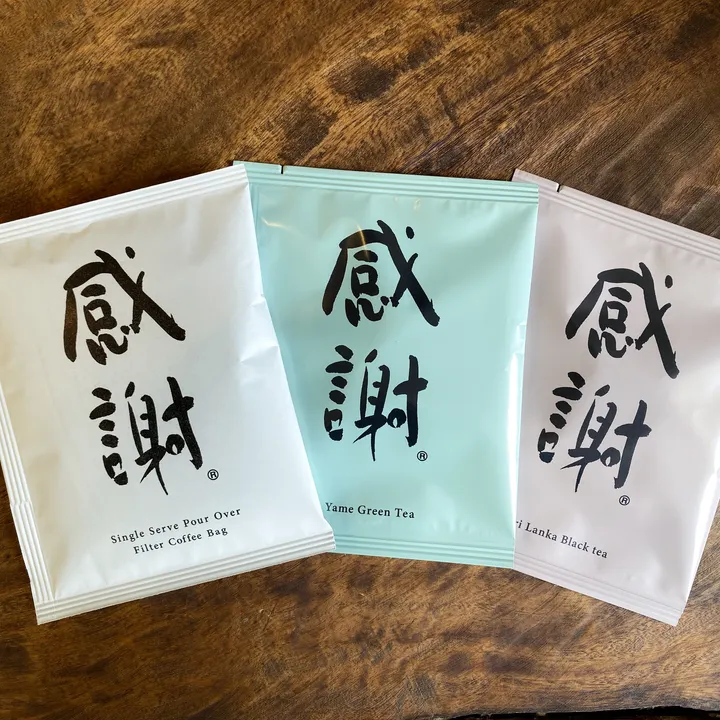 感
謝
®
Single Serve Pour Over
Filter Coffee Bag
感
謝
®
Yame Green Tea
感
謝
®
ri Lanka Black tea